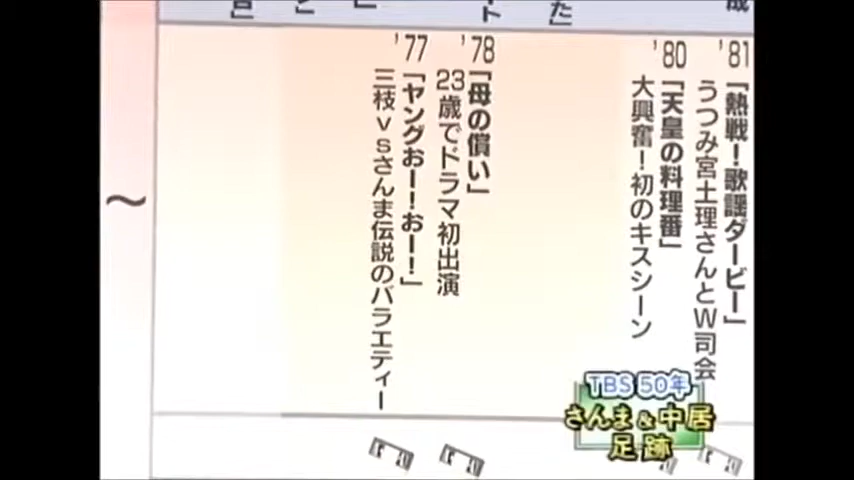 '81
「熱戦！歌謡ダービー」
うつみ宮土理さんとW司会
'80
「天皇の料理番」
大興奮！初のキスシーン
'78
「母の償い」
23歳でドラマ初出演
'77
「ヤングおー！おー！」
三枝vsさんま伝説のバラエティー
～
TBS 50年
さんま&中居
足跡